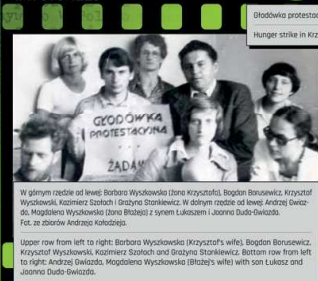 Głodówka protestac
Hunger strike in Krz
GŁODÓWKA
PROTESTACYJNA
ŻĄDAM
W górnym rzędzie od lewej: Barbara Wyszkowska (żona Krzysztofa), Bogdan Borusewicz, Krzysztof
Wyszkowski, Kazimierz Szołoch i Grażyna Stankiewicz. W dolnym rzędzie od lewej: Andrzej Gwiaz-
da, Magdalena Wyszkowska (żona Błażeja) z synem Łukaszem i Joanna Duda-Gwiazda.
Fot. ze zbiorów Andrzeja Kołodzieja.
Upper row from left to right: Barbara Wyszkowska (Krzysztof's wife), Bogdan Borusewicz,
Krzysztof Wyszkowski, Kazimierz Szołoch and Grażyna Stankiewicz. Bottom row from left
to right: Andrzej Gwiazda, Magdalena Wyszkowska (Błażej's) with son Łukasz and
Joanna Duda-Gwiazda.